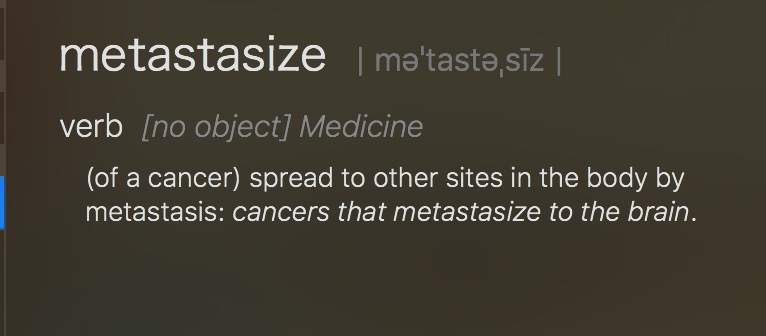 metastasize | məˈtastəˌsīz |
verb [no object] Medicine
(of a cancer) spread to other sites in the body by
metastasis: cancers that metastasize to the brain.